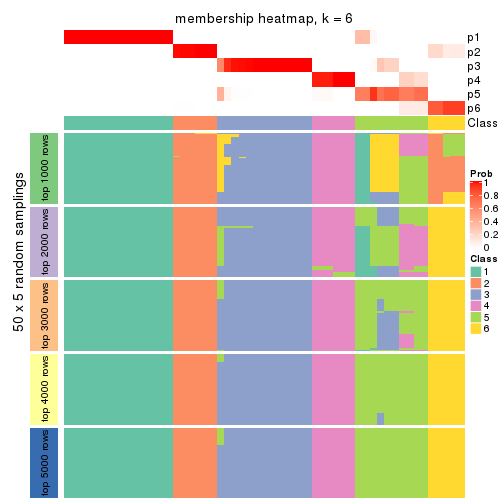 membership heatmap, k = 6
p1
p2
p3
p4
p5
p6
Class
50 x 5 random samplings
top 1000 rows
top 2000 rows
top 3000 rows
top 4000 rows
top 5000 rows
Prob
1
0.8
0.6
0.4
0.2
0
Class
1
2
3
4
5
6